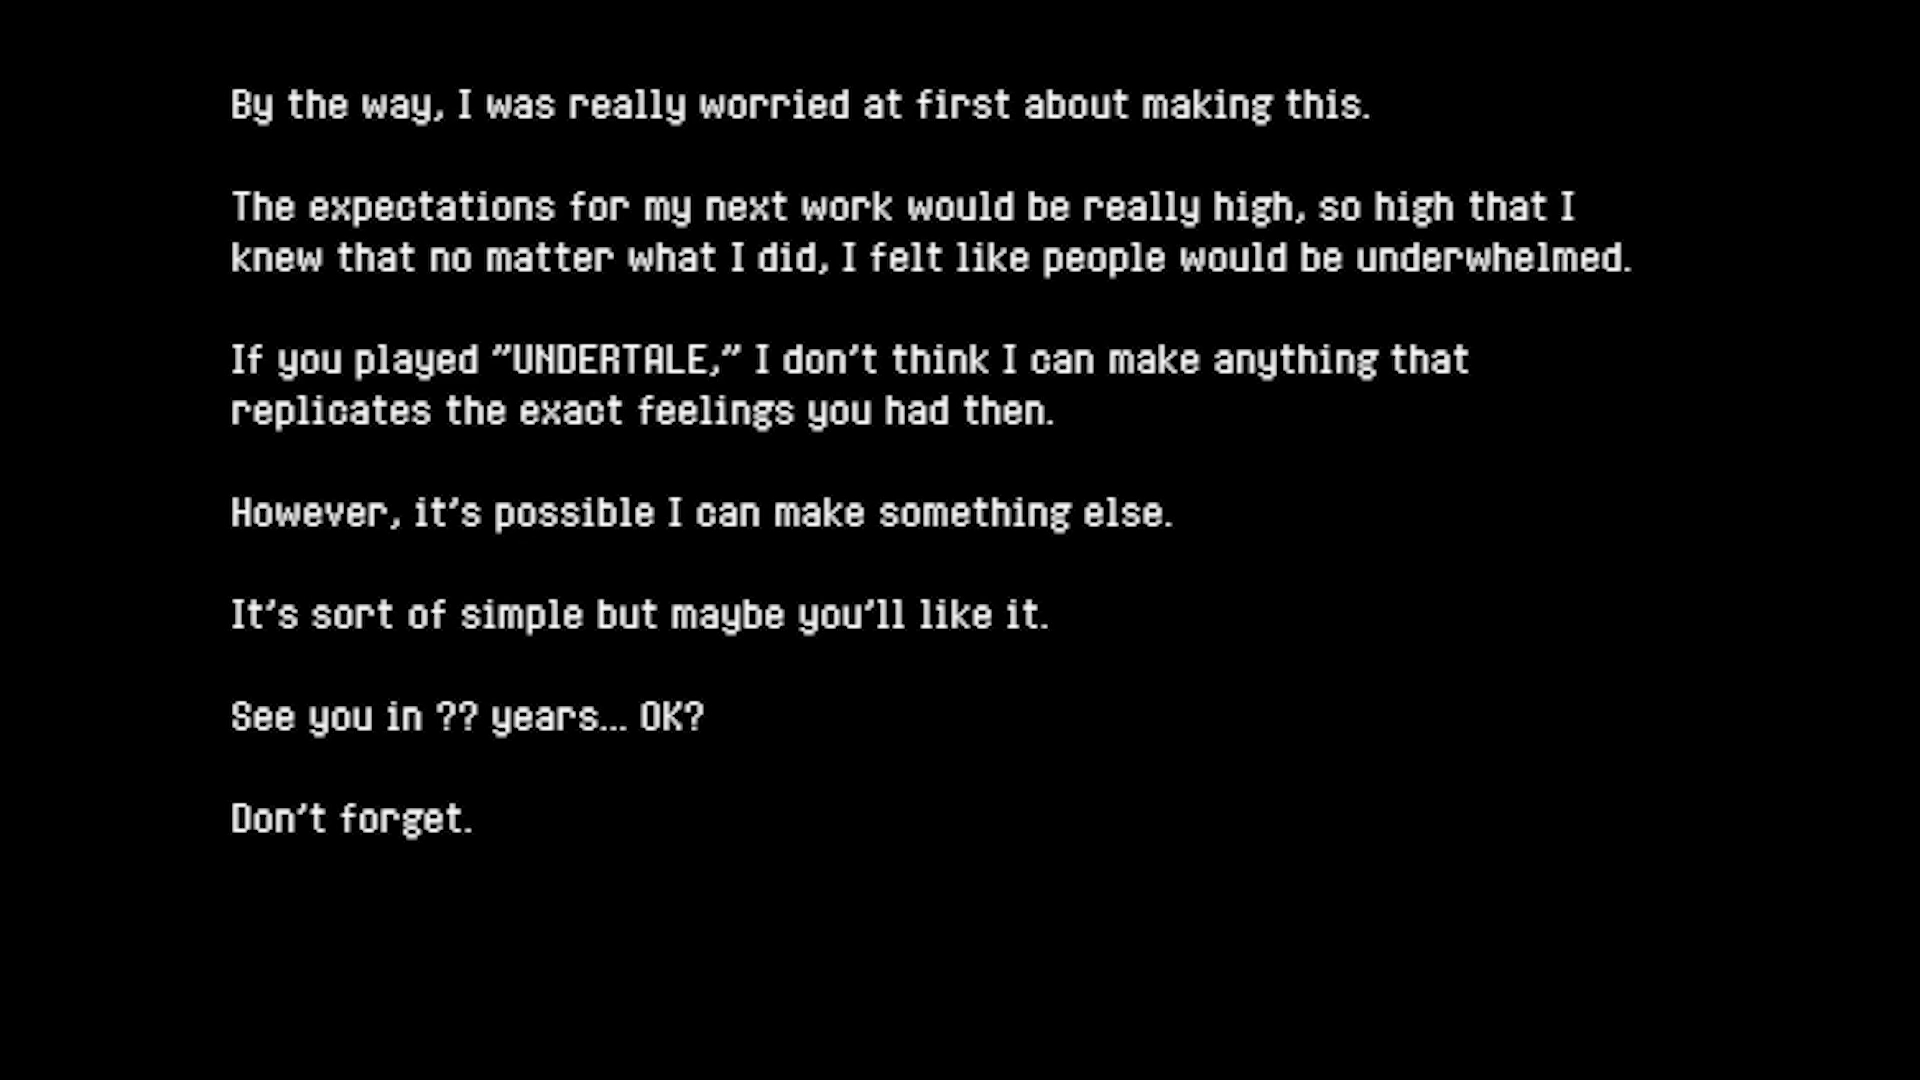 By the way, I was really worried at first about making this.
The expectations for my next work would be really high, so high that I
knew that no matter what I did, I felt like people would be underwhelmed.
If you played "UNDERTALE," I don't think I can make anything that
replicates the exact feelings you had then.
However, it's possible I can make something else.
It's sort of simple but maybe you'll like it.
See you in ?? years... OK?
Don't forget.